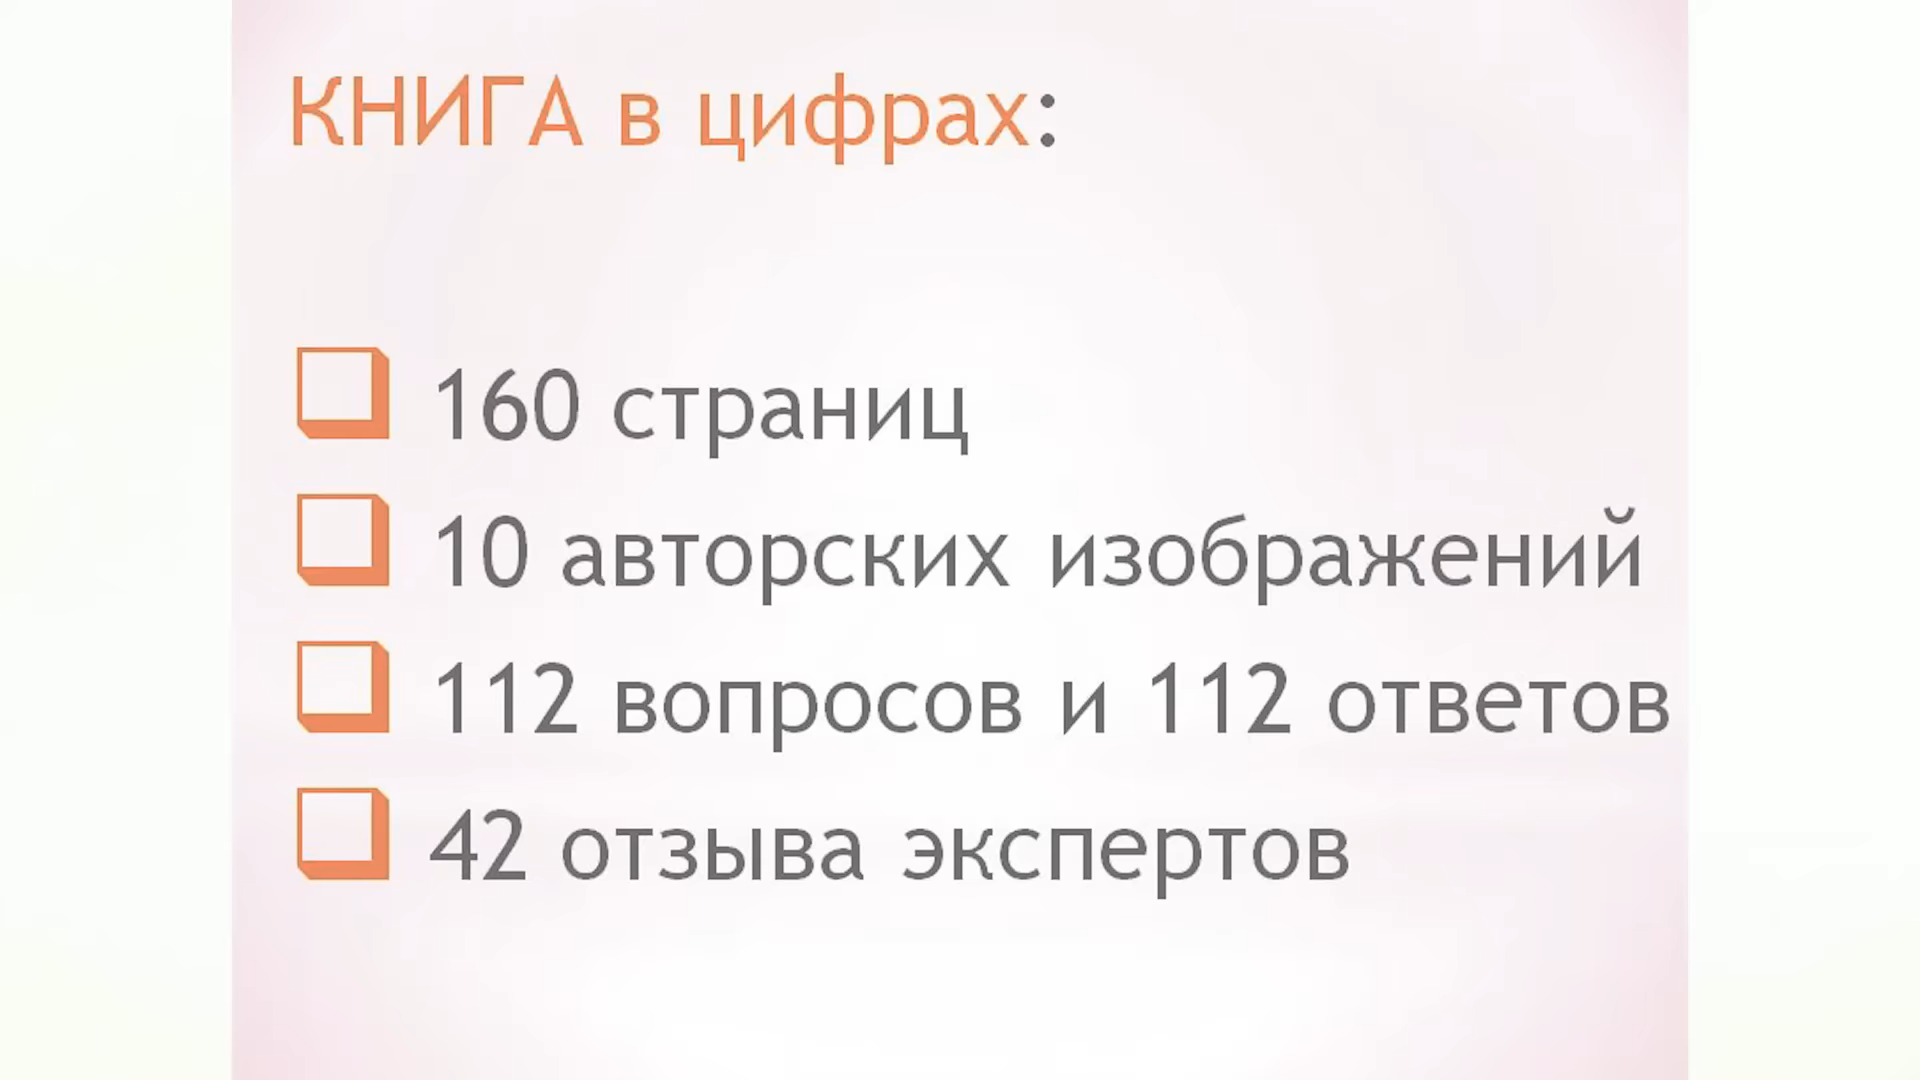 КНИГА в цифрах:
160 страниц
10 авторских изображений
112 вопросов и 112 ответов
42 отзыва экспертов